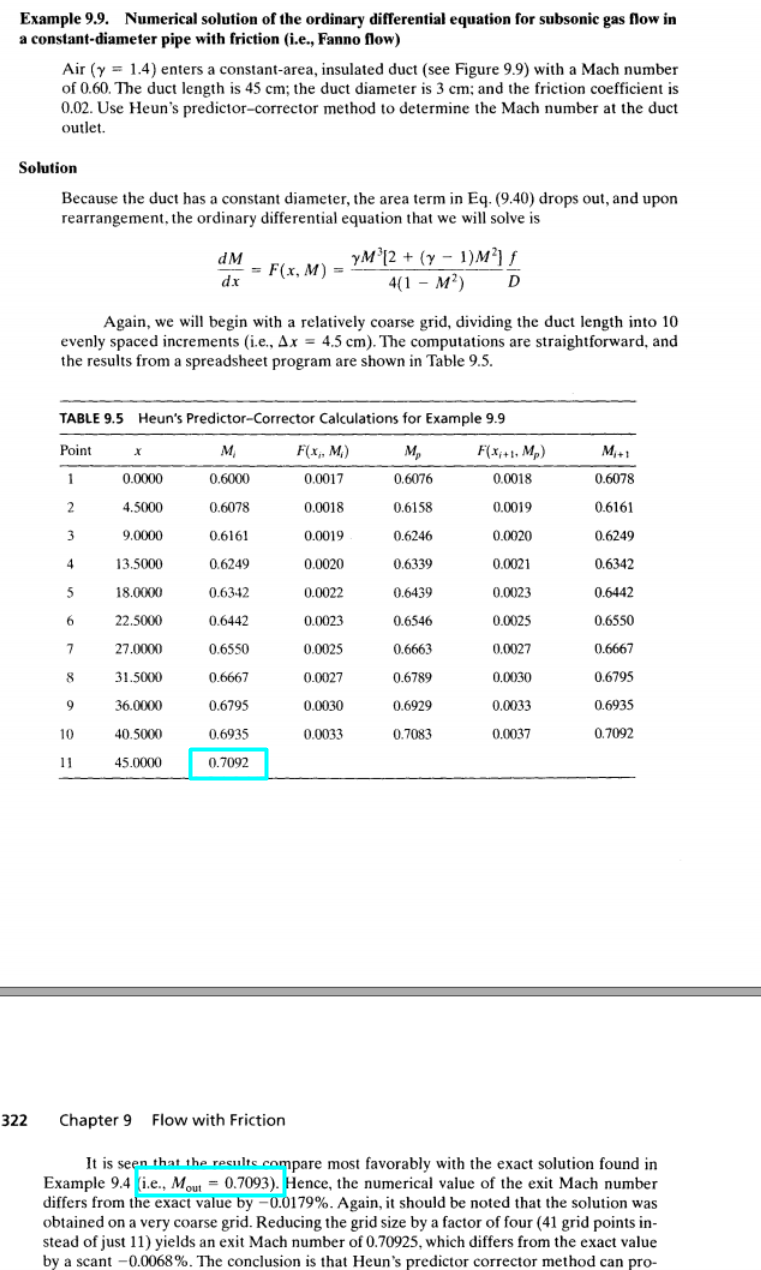 Example 9.9. Numerical solution of the ordinary differential equation for subsonic gas flow in
a constant-diameter pipe with friction (i.e., Fanno flow)
Air (γ = 1.4) enters a constant-area, insulated duct (see Figure 9.9) with a Mach number
of 0.60. The duct length is 45 cm; the duct diameter is 3 cm; and the friction coefficient is
0.02. Use Heun's predictor–corrector method to determine the Mach number at the duct
outlet.
Solution
Because the duct has a constant diameter, the area term in Eq. (9.40) drops out, and upon
rearrangement, the ordinary differential equation that we will solve is
dM/dx = F(x, M) = γM³[2 + (γ − 1)M²]/4(1 − M²) f/D
Again, we will begin with a relatively coarse grid, dividing the duct length into 10
evenly spaced increments (i.e., Δx = 4.5 cm). The computations are straightforward, and
the results from a spreadsheet program are shown in Table 9.5.
TABLE 9.5 Heun's Predictor–Corrector Calculations for Example 9.9
Point x Mᵢ F(xᵢ, Mᵢ) Mₚ F(xᵢ₊₁, Mₚ) Mᵢ₊₁
1 0.0000 0.6000 0.0017 0.6076 0.0018 0.6078
2 4.5000 0.6078 0.0018 0.6158 0.0019 0.6161
3 9.0000 0.6161 0.0019 0.6246 0.0020 0.6249
4 13.5000 0.6249 0.0020 0.6339 0.0021 0.6342
5 18.0000 0.6342 0.0022 0.6439 0.0023 0.6442
6 22.5000 0.6442 0.0023 0.6546 0.0025 0.6550
7 27.0000 0.6550 0.0025 0.6663 0.0027 0.6667
8 31.5000 0.6667 0.0027 0.6789 0.0030 0.6795
9 36.0000 0.6795 0.0030 0.6929 0.0033 0.6935
10 40.5000 0.6935 0.0033 0.7083 0.0037 0.7092
11 45.0000 0.7092
322 Chapter 9 Flow with Friction
It is seen that the results compare most favorably with the exact solution found in
Example 9.4 (i.e., Mout = 0.7093). Hence, the numerical value of the exit Mach number
differs from the exact value by −0.0179%. Again, it should be noted that the solution was
obtained on a very coarse grid. Reducing the grid size by a factor of four (41 grid points in-
stead of just 11) yields an exit Mach number of 0.70925, which differs from the exact value
by a scant −0.0068%. The conclusion is that Heun's predictor corrector method can pro-